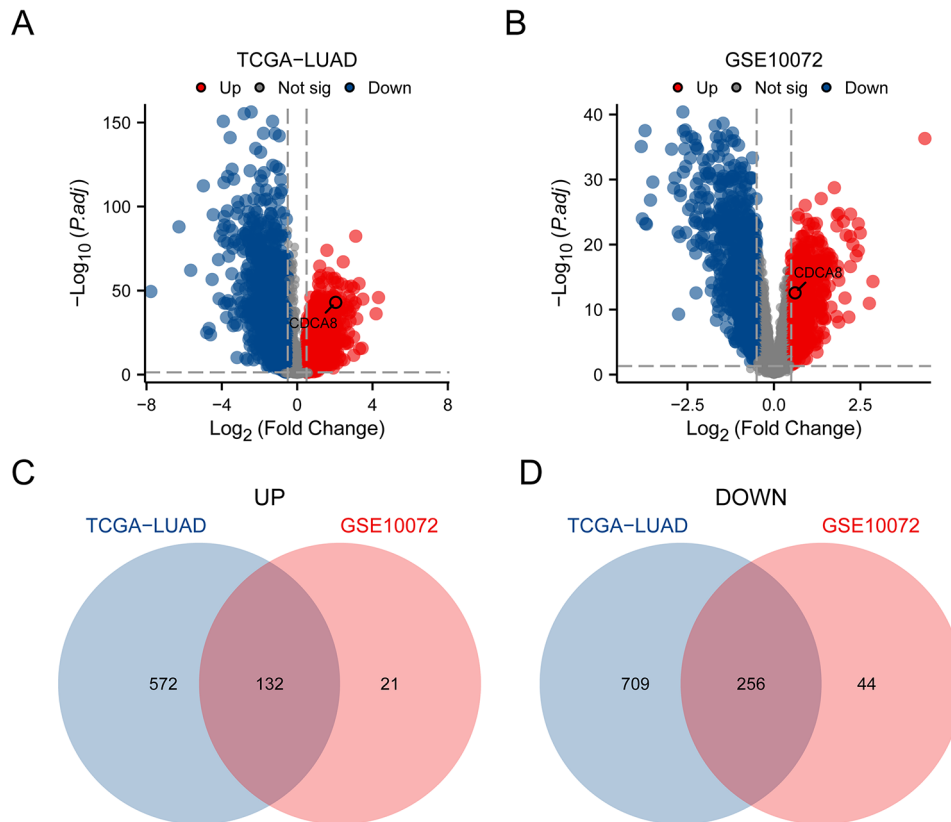 A
TCGA−LUAD
Up Not sig Down
−Log10 (P.adj)
150
100
50
0
CDCA8
−8 −4 0 4 8
Log2 (Fold Change)
B
GSE10072
Up Not sig Down
−Log10 (P.adj)
40
30
20
10
0
CDCA8
−2.5 0.0 2.5
Log2 (Fold Change)
C
UP
TCGA−LUAD GSE10072
572 132 21
D
DOWN
TCGA−LUAD GSE10072
709 256 44